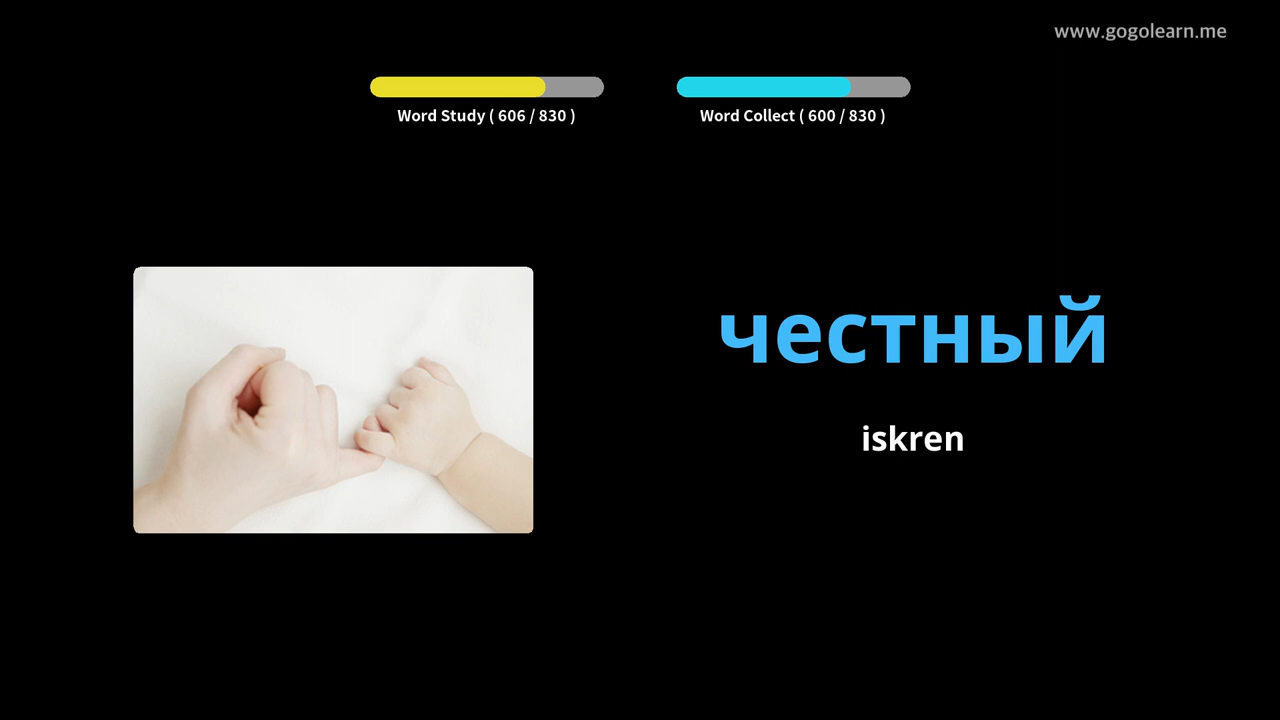 www.gogolearn.me
Word Study ( 606 / 830 )
Word Collect ( 600 / 830 )
честный
iskren